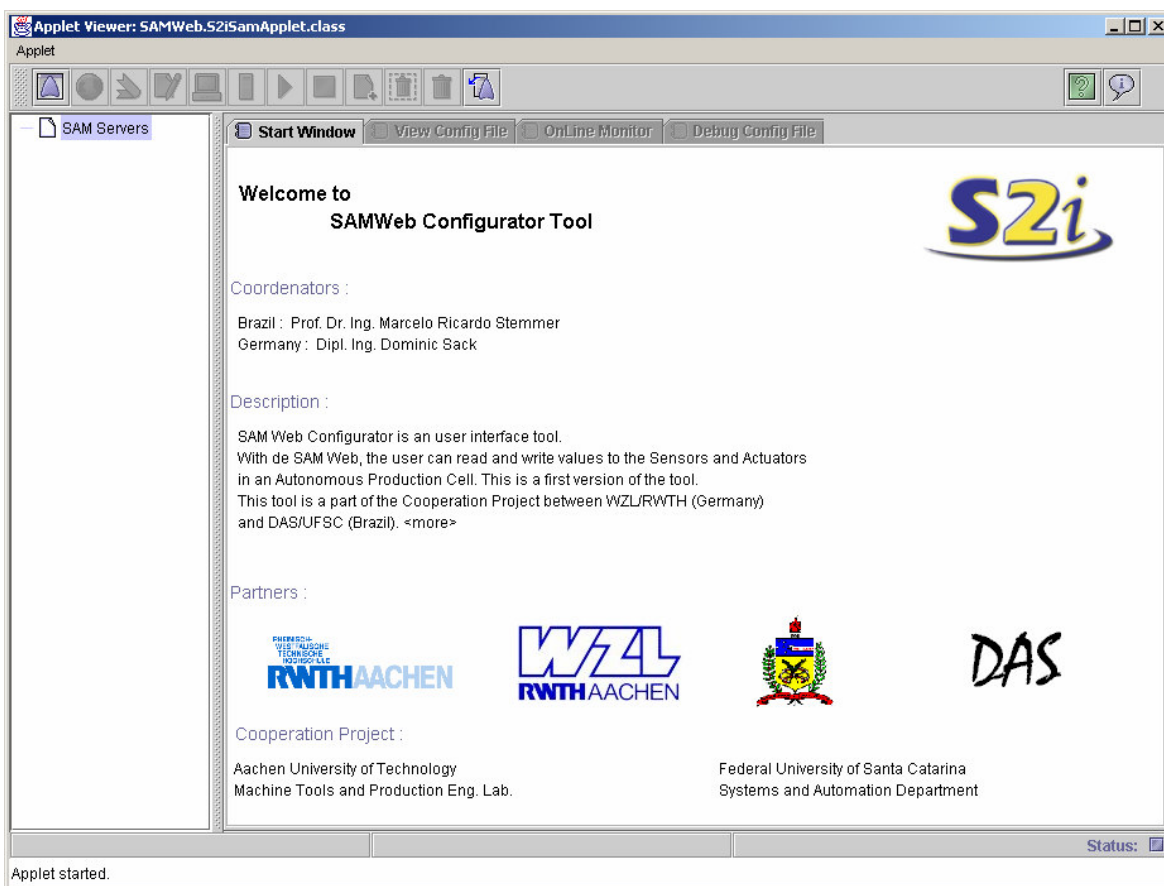 Applet Viewer: SAMWeb.S2iSamApplet.class
Applet
SAM Servers
Start Window View Config File OnLine Monitor Debug Config File
Welcome to
SAMWeb Configurator Tool
S2i
Coordenators :
Brazil : Prof. Dr. Ing. Marcelo Ricardo Stemmer
Germany : Dipl. Ing. Dominic Sack
Description :
SAM Web Configurator is an user interface tool.
With de SAM Web, the user can read and write values to the Sensors and Actuators
in an Autonomous Production Cell. This is a first version of the tool.
This tool is a part of the Cooperation Project between WZL/RWTH (Germany)
and DAS/UFSC (Brazil). <more>
Partners :
RHEINISCH-
WESTFÄLISCHE
TECHNISCHE
HOCHSCHULE
RWTHAACHEN
WZL
RWTHAACHEN
DAS
Cooperation Project :
Aachen University of Technology
Machine Tools and Production Eng. Lab.
Federal University of Santa Catarina
Systems and Automation Department
Status:
Applet started.